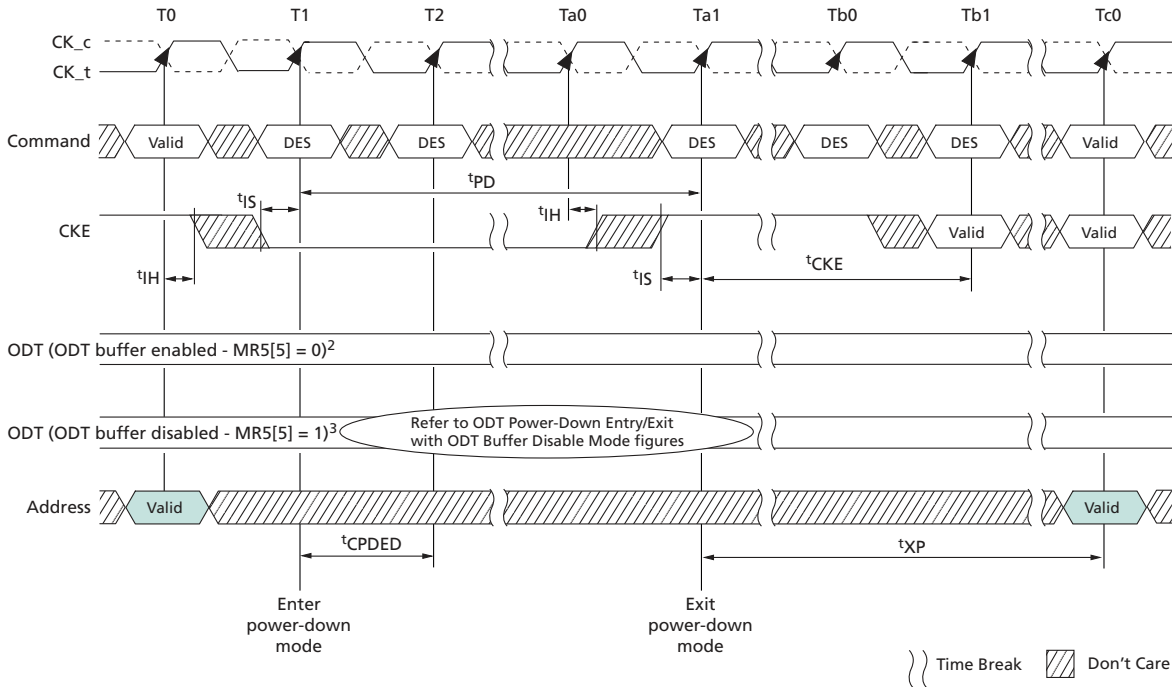 T0 T1 T2 Ta0 Ta1 Tb0 Tb1 Tc0
CK_c
CK_t
Command Valid DES DES DES DES DES Valid
tPD
tIS tIH
CKE Valid Valid
tIH tIS tCKE
ODT (ODT buffer enabled - MR5[5] = 0)2
ODT (ODT buffer disabled - MR5[5] = 1)3
Refer to ODT Power-Down Entry/Exit
with ODT Buffer Disable Mode figures
Address Valid Valid
tCPDED tXP
Enter
power-down
mode
Exit
power-down
mode
Time Break Don't Care